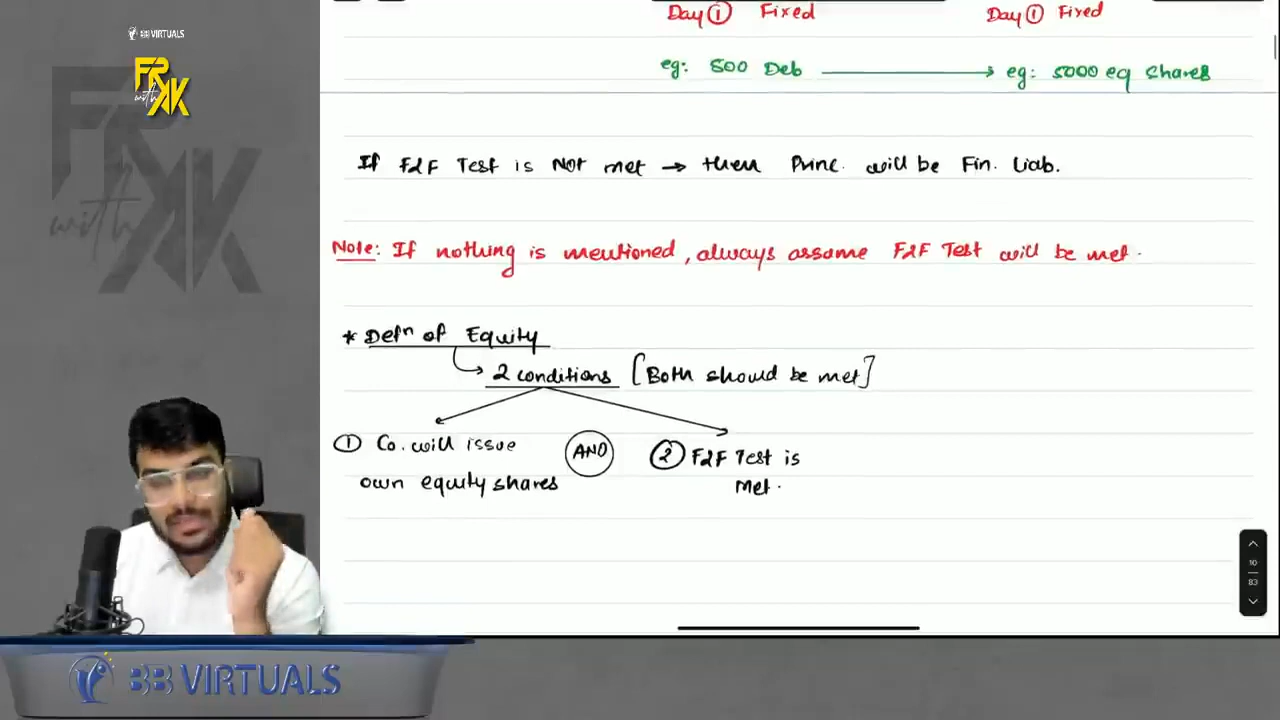 BB VIRTUALS
FR
with
AK
Day ① Fixed
Day ① Fixed
eg: 500 Deb → eg: 5000 eq shares
If F2F Test is Not met → then Princ. will be Fin. Liab.
Note: If nothing is mentioned, always assume F2F Test will be met.
* Defn of Equity
2 conditions [Both should be met]
① Co. will issue
own equity shares
AND
② F2F Test is
Met.
10
83
BB VIRTUALS